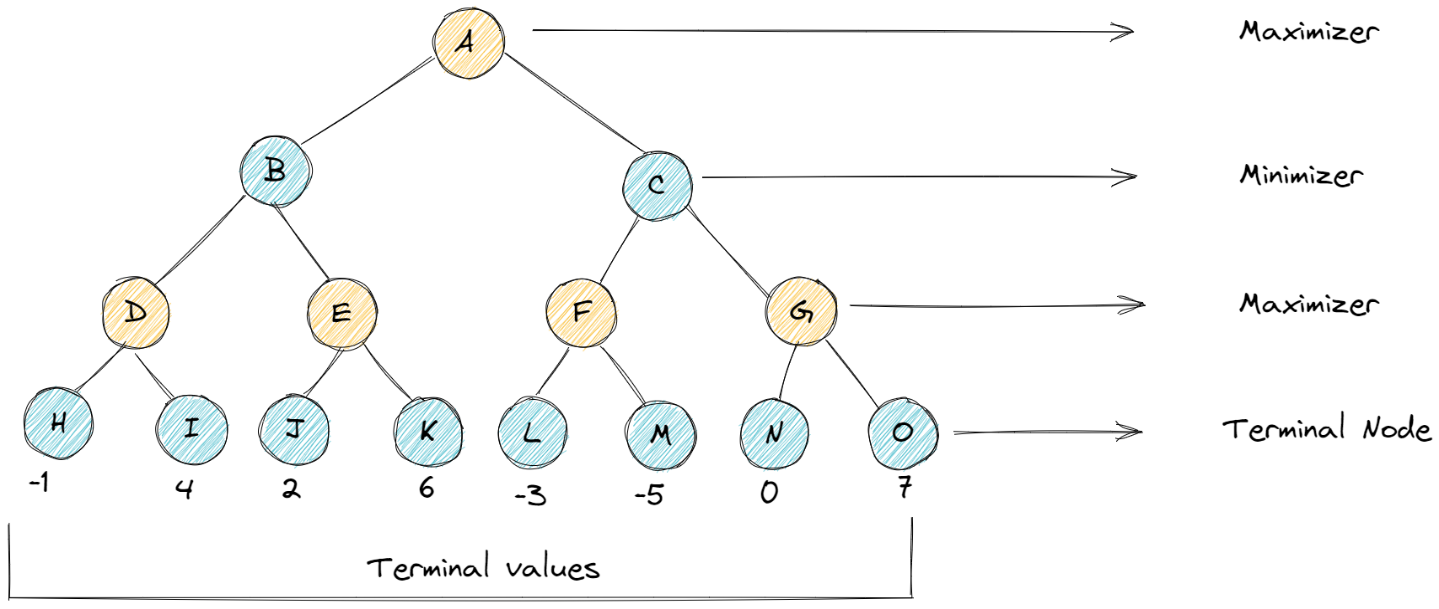 A
Maximizer
B
C
Minimizer
D
E
F
G
Maximizer
H
I
J
K
L
M
N
O
Terminal Node
-1
4
2
6
-3
-5
0
7
Terminal values